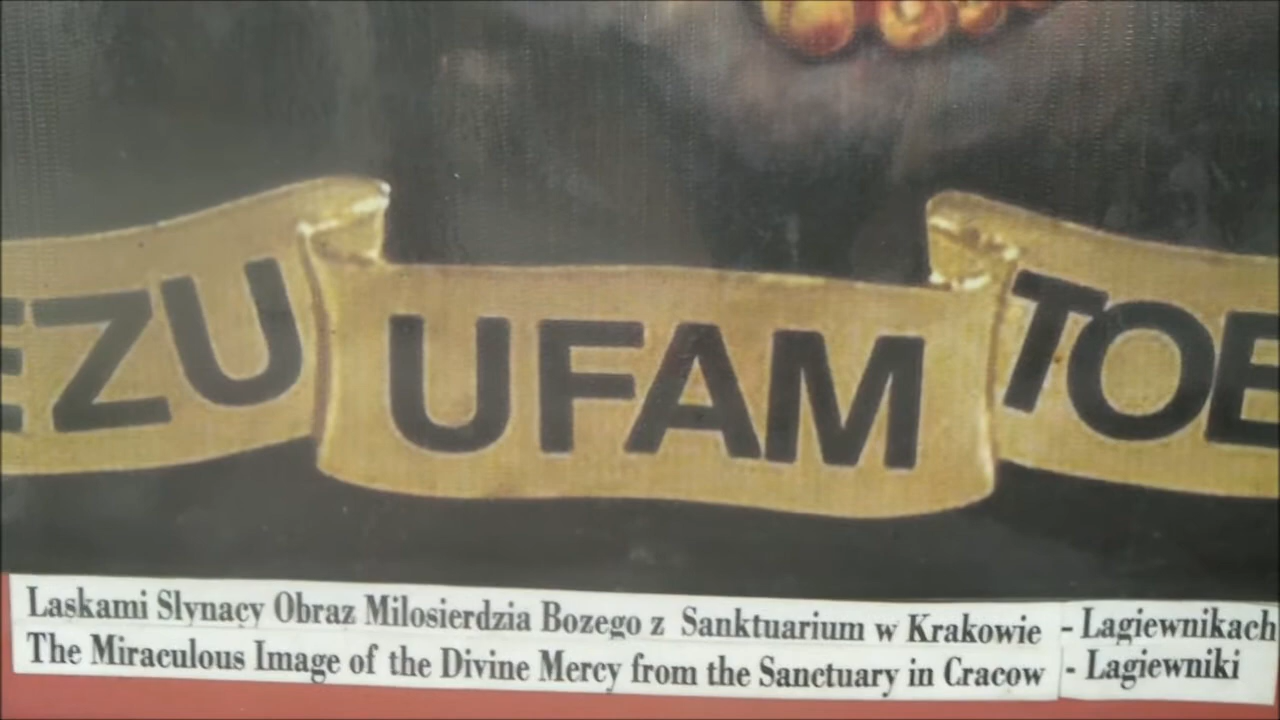 EZU UFAM TOB
Laskami Slynacy Obraz Milosierdzia Bozego z Sanktuarium w Krakowie - Lagiewnikach
The Miraculous Image of the Divine Mercy from the Sanctuary in Cracow - Lagiewniki